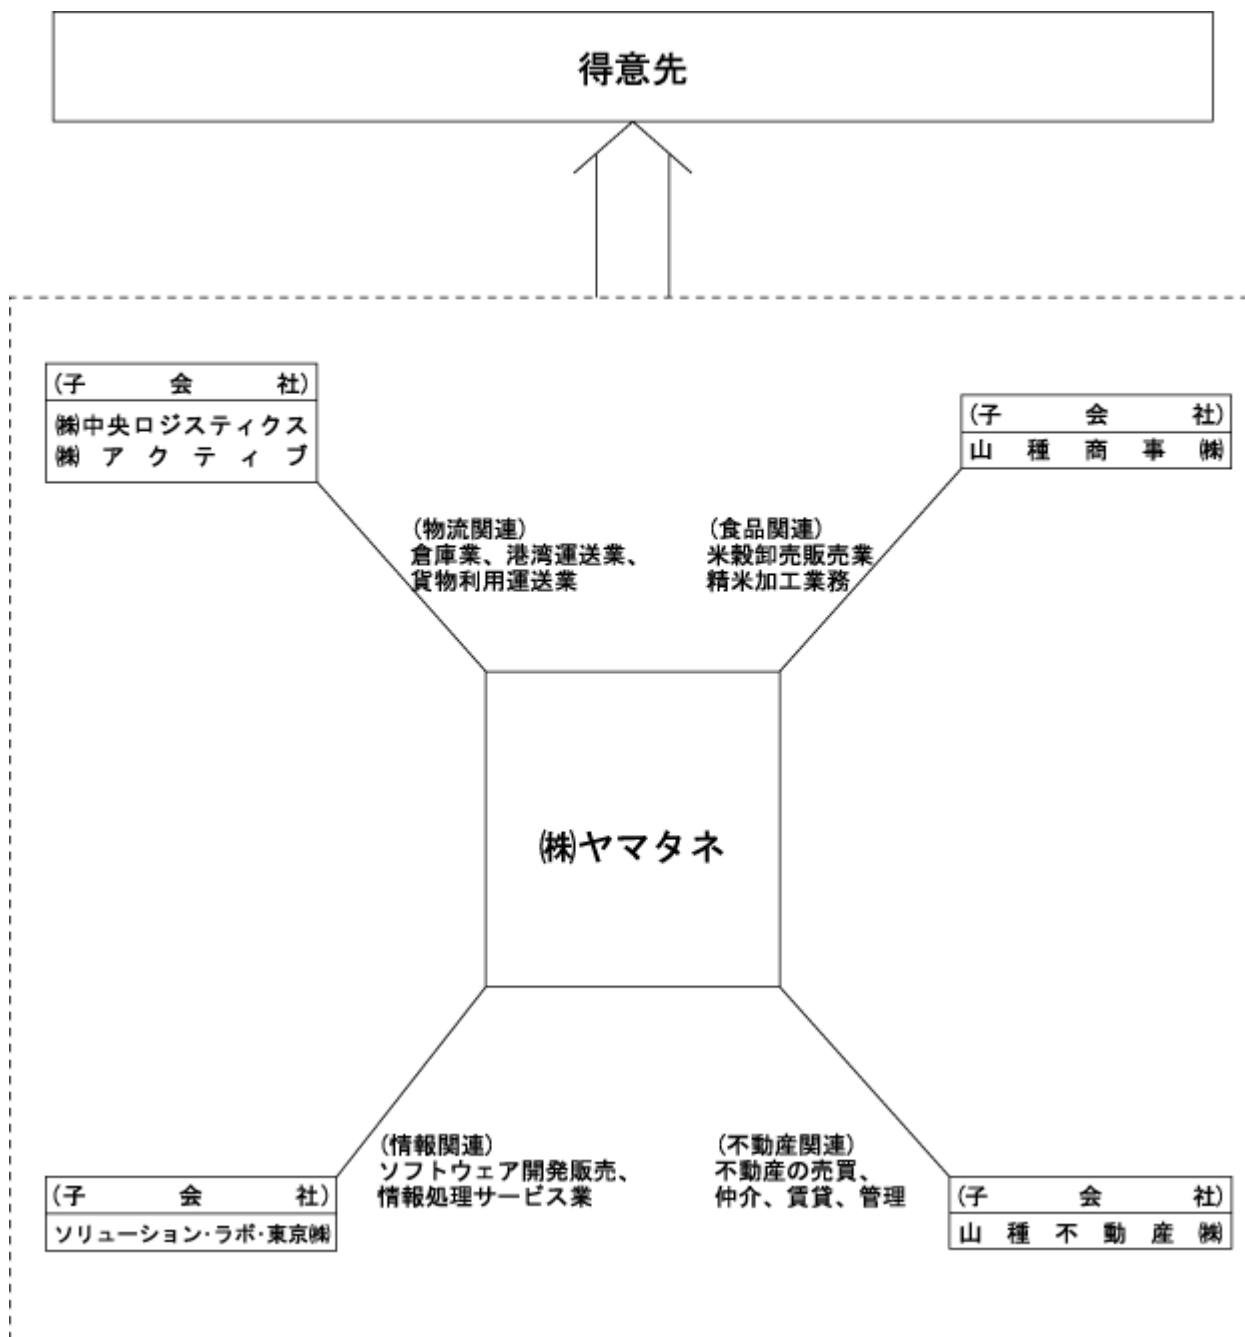 得意先
(子会社)
㈱中央ロジスティクス
㈱アクティブ
(子会社)
山種商事㈱
(物流関連)
倉庫業、港湾運送業、
貨物利用運送業
(食品関連)
米穀卸売販売業
精米加工業務
㈱ヤマタネ
(情報関連)
ソフトウェア開発販売、
情報処理サービス業
(不動産関連)
不動産の売買、
仲介、賃貸、管理
(子会社)
ソリューション・ラボ・東京㈱
(子会社)
山種不動産㈱